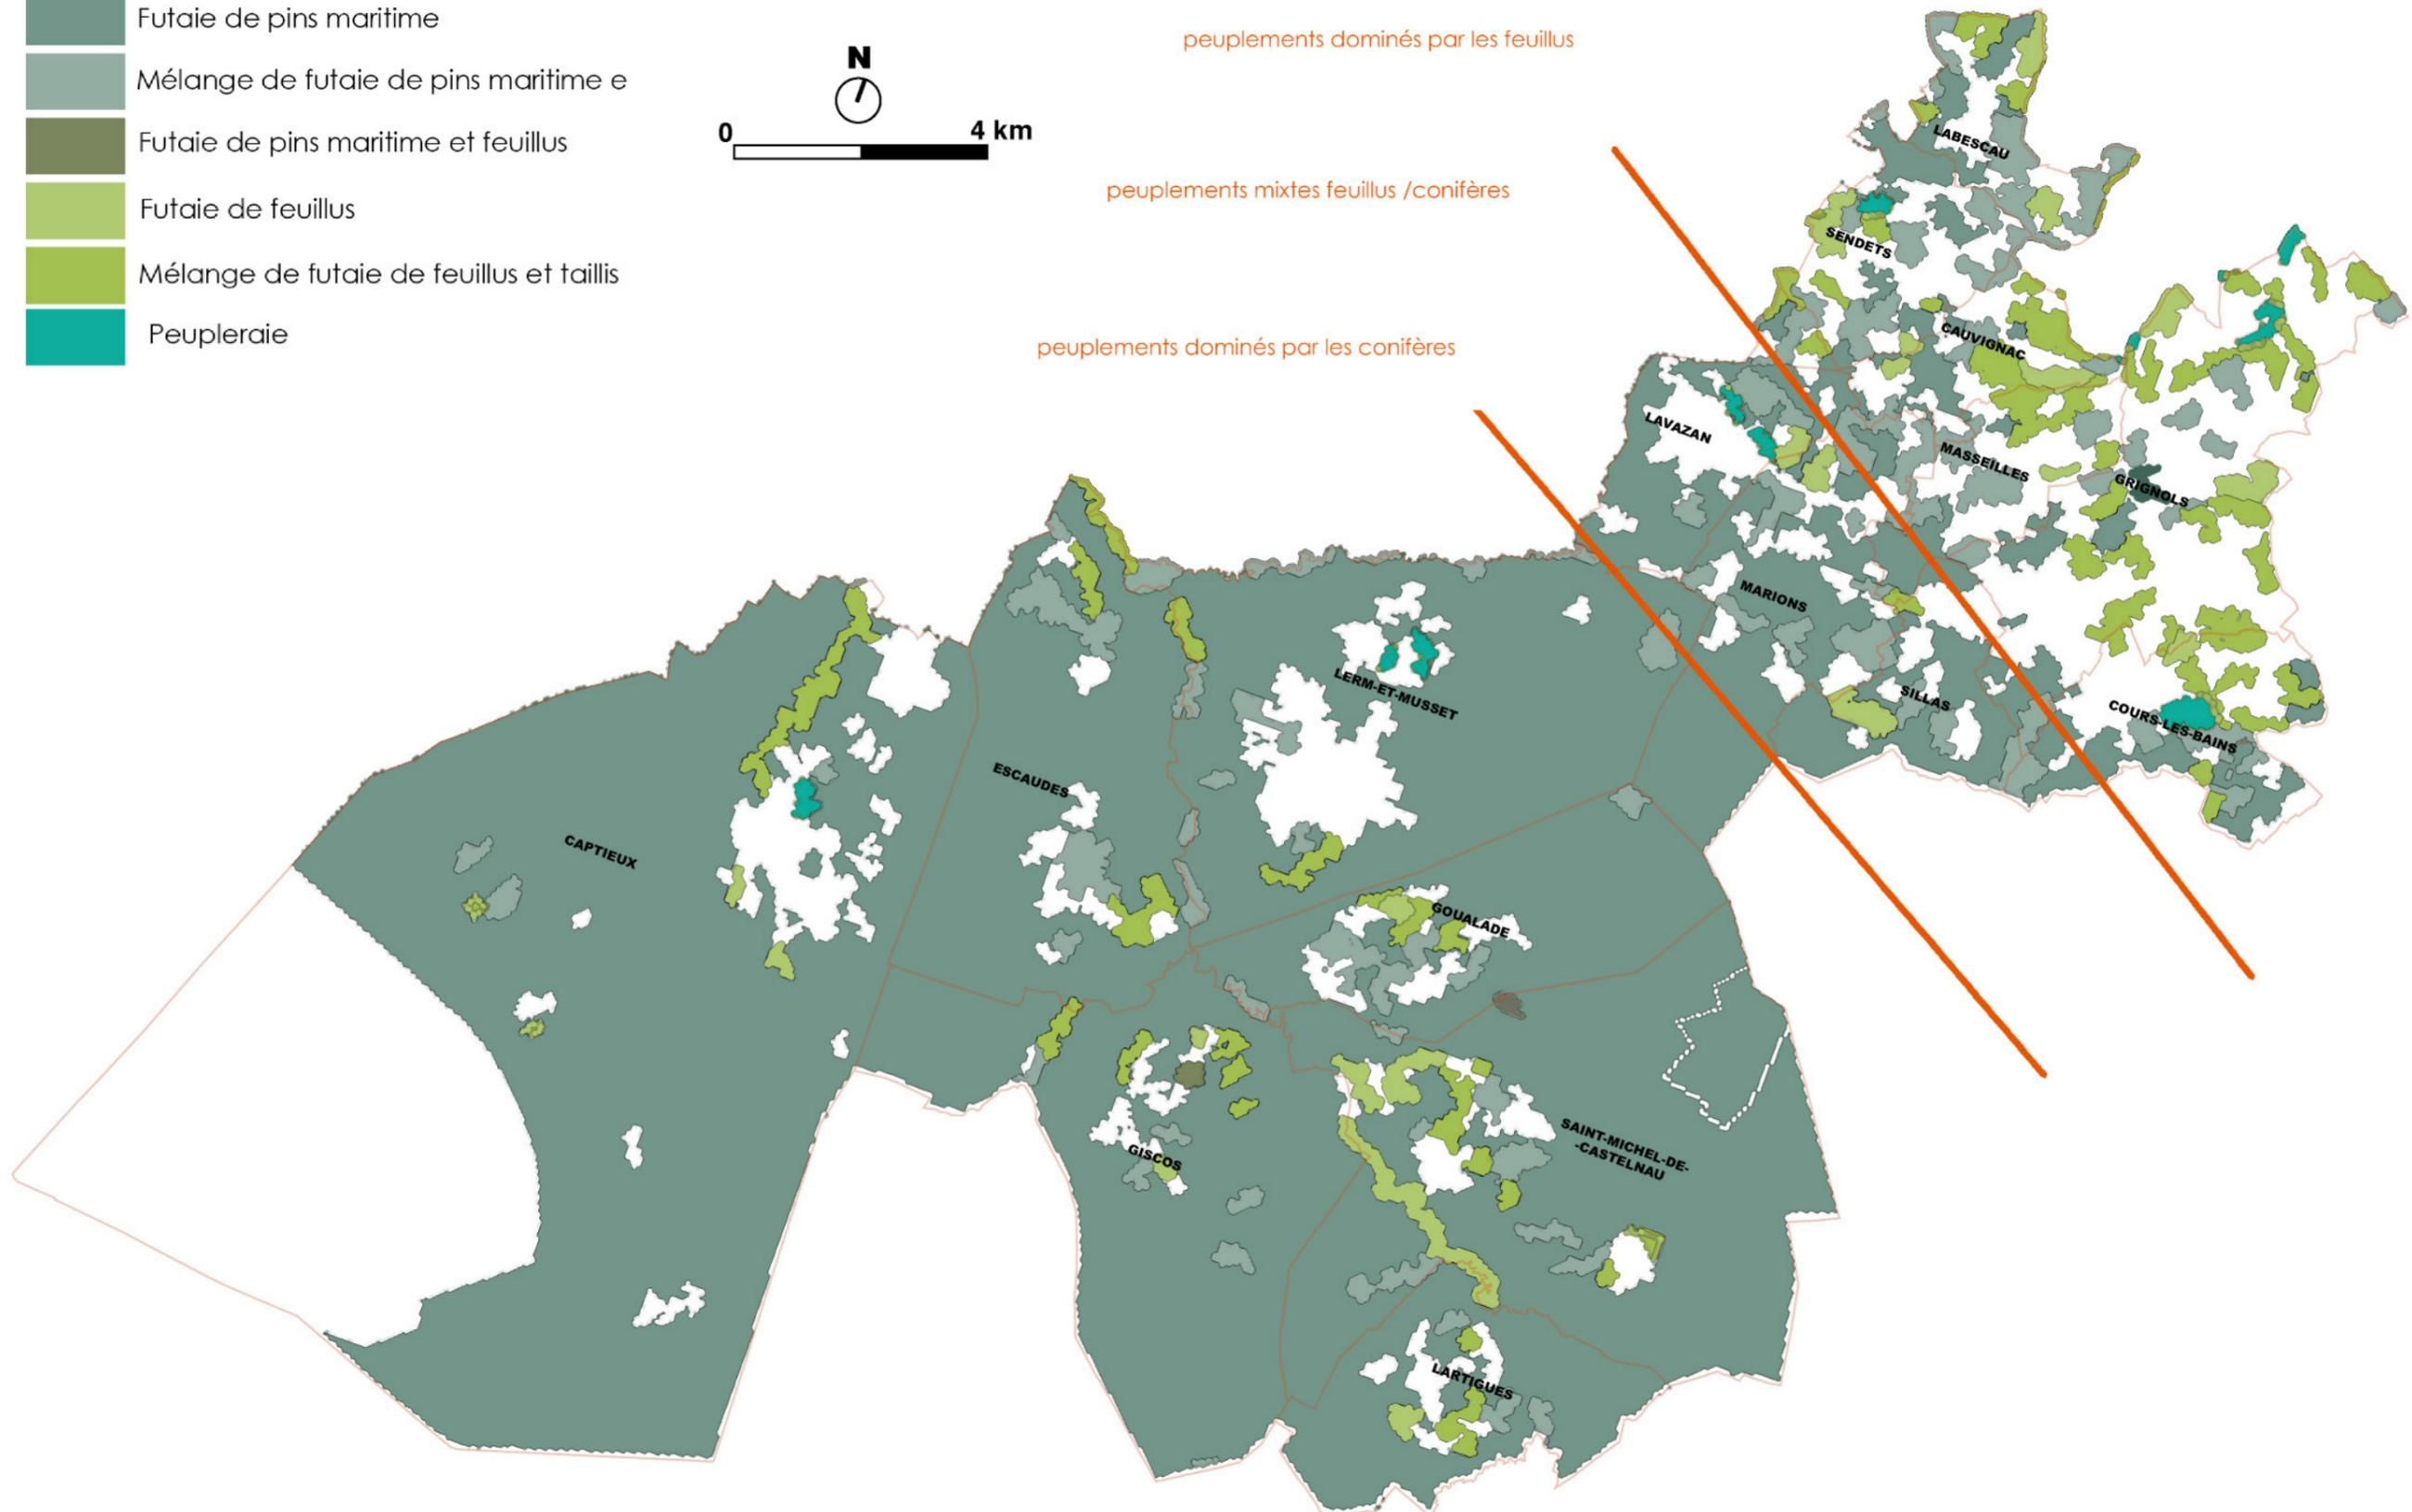 Futaie de pins maritime
Mélange de futaie de pins maritime e
Futaie de pins maritime et feuillus
Futaie de feuillus
Mélange de futaie de feuillus et taillis
Peupleraie
N
0 4 km
peuplements dominés par les feuillus
peuplements mixtes feuillus /conifères
peuplements dominés par les conifères
LABESCAU
SENDETS
CAUVIGNAC
LAVAZAN
MASSEILLES
GRIGNOLS
MARIONS
SILLAS
COURS-LES-BAINS
LERM-ET-MUSSET
ESCAUDES
CAPTIEUX
GOUALADE
SAINT-MICHEL-DE-
-CASTELNAU
GISCOS
LARTIGUES